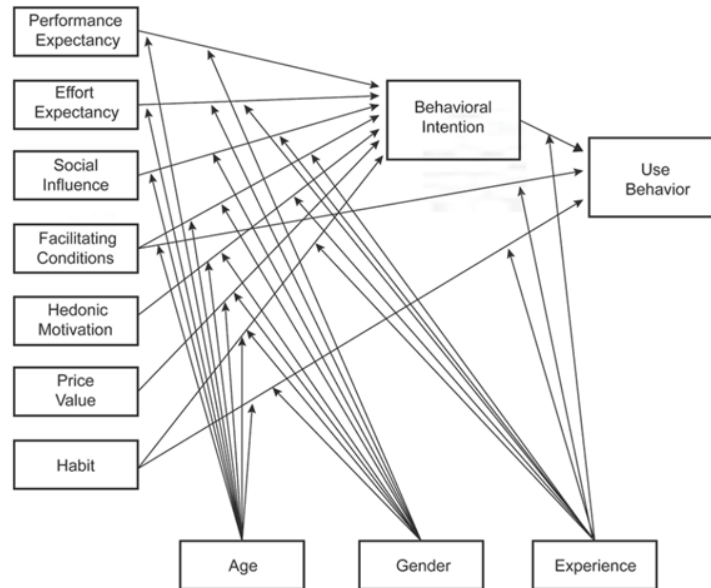 Performance
Expectancy
Effort
Expectancy
Behavioral
Intention
Social
Influence
Use
Behavior
Facilitating
Conditions
Hedonic
Motivation
Price
Value
Habit
Age
Gender
Experience